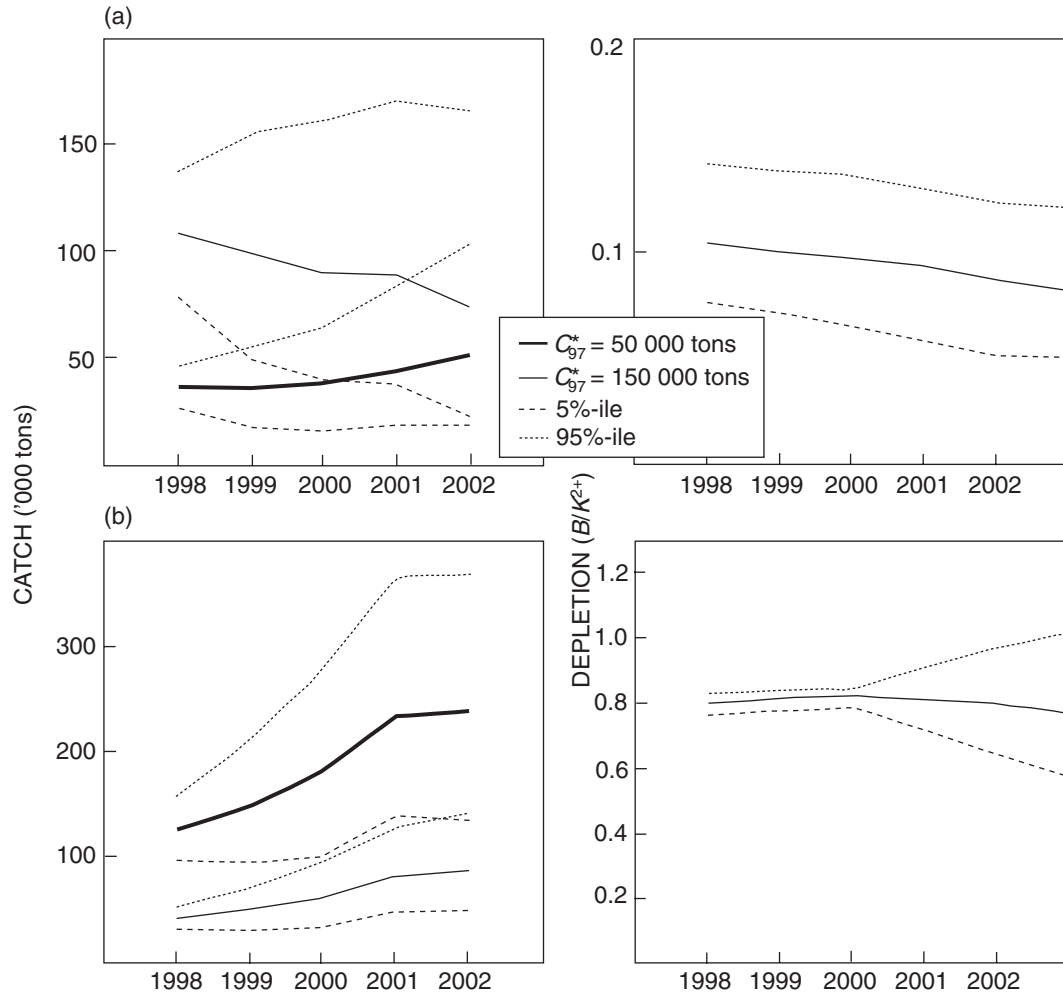 (a)
CATCH ('000 tons)
150
100
50
1998 1999 2000 2001 2002
0.2
0.1
1998 1999 2000 2001 2002
C*97 = 50 000 tons
C*97 = 150 000 tons
5%-ile
95%-ile
(b)
300
200
100
1998 1999 2000 2001 2002
DEPLETION (B/K2+)
1.2
1.0
0.8
0.6
0.4
0.2
1998 1999 2000 2001 2002